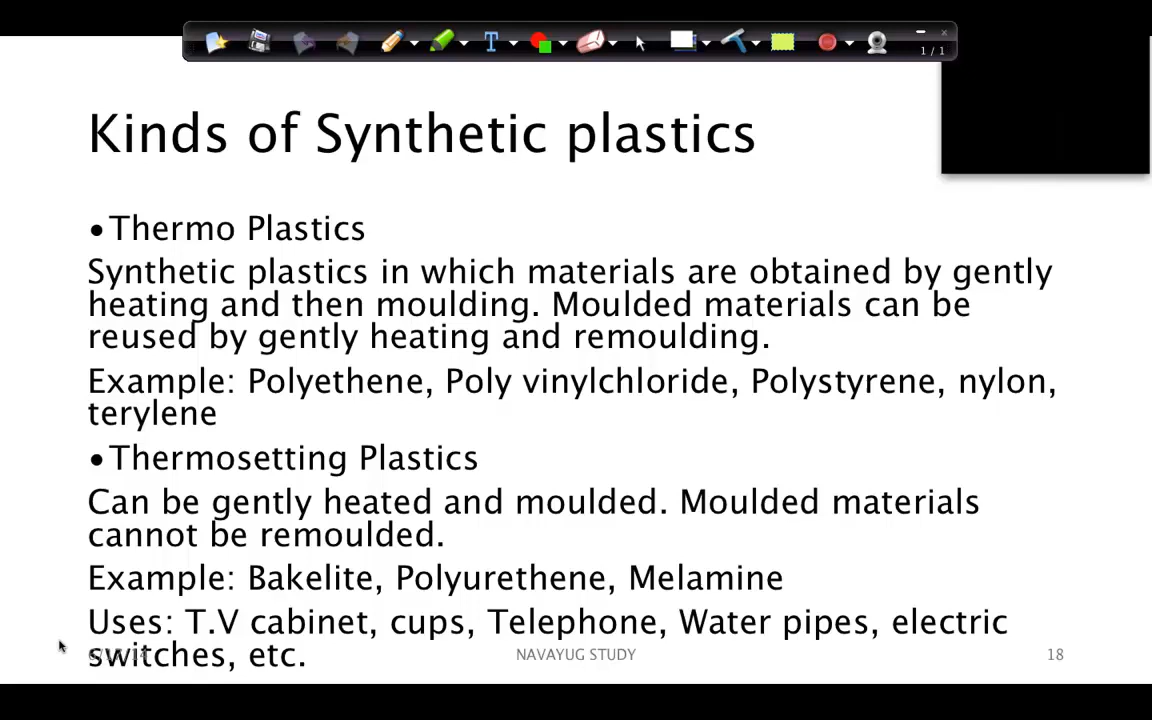 1 / 1
Kinds of Synthetic plastics
•Thermo Plastics
Synthetic plastics in which materials are obtained by gently
heating and then moulding. Moulded materials can be
reused by gently heating and remoulding.
Example: Polyethene, Poly vinylchloride, Polystyrene, nylon,
terylene
•Thermosetting Plastics
Can be gently heated and moulded. Moulded materials
cannot be remoulded.
Example: Bakelite, Polyurethene, Melamine
Uses: T.V cabinet, cups, Telephone, Water pipes, electric
switches, etc.
NAVAYUG STUDY
18